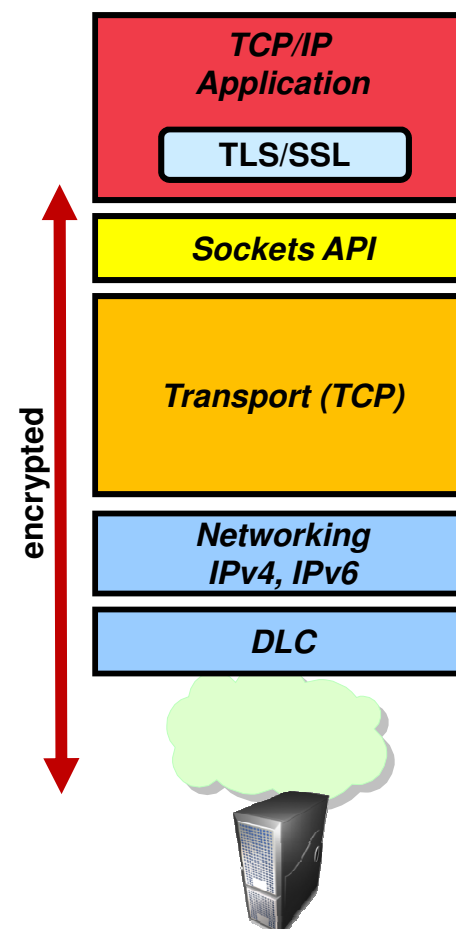 TCP/IP
Application
TLS/SSL
Sockets API
Transport (TCP)
encrypted
Networking
IPv4, IPv6
DLC